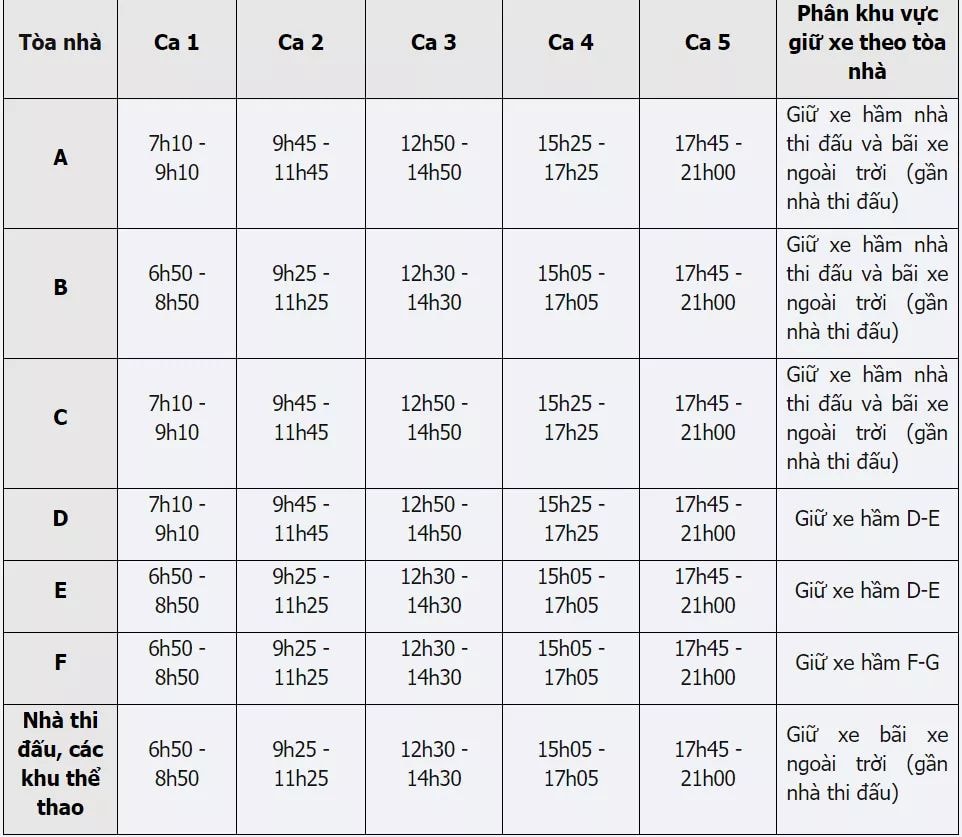 Tòa nhà
Ca 1
Ca 2
Ca 3
Ca 4
Ca 5
Phân khu vực
giữ xe theo tòa
nhà
A
7h10 -
9h10
9h45 -
11h45
12h50 -
14h50
15h25 -
17h25
17h45 -
21h00
Giữ xe hầm nhà
thi đấu và bãi xe
ngoài trời (gần
nhà thi đấu)
B
6h50 -
8h50
9h25 -
11h25
12h30 -
14h30
15h05 -
17h05
17h45 -
21h00
Giữ xe hầm nhà
thi đấu và bãi xe
ngoài trời (gần
nhà thi đấu)
C
7h10 -
9h10
9h45 -
11h45
12h50 -
14h50
15h25 -
17h25
17h45 -
21h00
Giữ xe hầm nhà
thi đấu và bãi xe
ngoài trời (gần
nhà thi đấu)
D
7h10 -
9h10
9h45 -
11h45
12h50 -
14h50
15h25 -
17h25
17h45 -
21h00
Giữ xe hầm D-E
E
6h50 -
8h50
9h25 -
11h25
12h30 -
14h30
15h05 -
17h05
17h45 -
21h00
Giữ xe hầm D-E
F
6h50 -
8h50
9h25 -
11h25
12h30 -
14h30
15h05 -
17h05
17h45 -
21h00
Giữ xe hầm F-G
Nhà thi
đấu, các
khu thể
thao
6h50 -
8h50
9h25 -
11h25
12h30 -
14h30
15h05 -
17h05
17h45 -
21h00
Giữ xe bãi xe
ngoài trời (gần
nhà thi đấu)